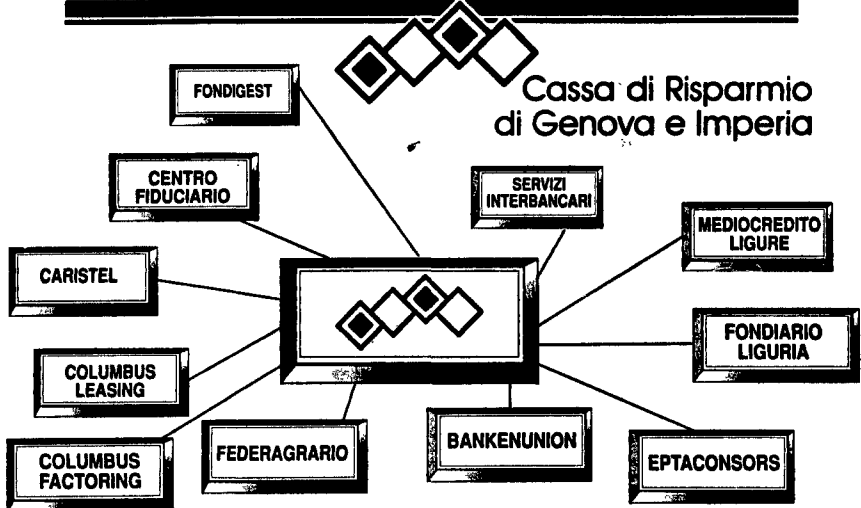 Cassa di Risparmio
di Genova e Imperia
FONDIGEST
CENTRO
FIDUCIARIO
SERVIZI
INTERBANCARI
MEDIOCREDITO
LIGURE
CARISTEL
FONDIARIO
LIGURIA
COLUMBUS
LEASING
COLUMBUS
FACTORING
FEDERAGRARIO
BANKENUNION
EPTACONSORS